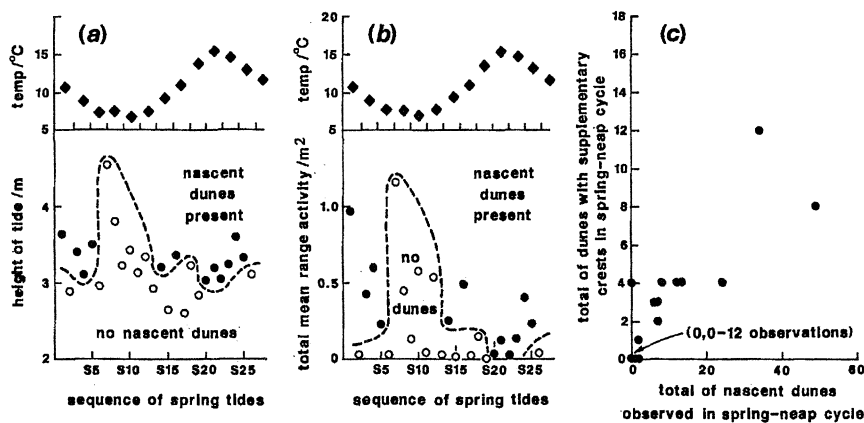 (a)
temp/°C
15
10
5
height of tide/m
4
3
2
nascent
dunes
present
no nascent dunes
S5 S10 S15 S20 S25
sequence of spring tides
(b)
temp/°C
20
15
10
5
total mean range activity/m2
1.0
0.5
0
nascent
dunes
present
no
dunes
S5 S10 S15 S20 S25
sequence of spring tides
(c)
total of dunes with supplementary
crests in spring-neap cycle
18
16
14
12
10
8
6
4
2
0
(0,0-12 observations)
0 20 40 60
total of nascent dunes
observed in spring-neap cycle